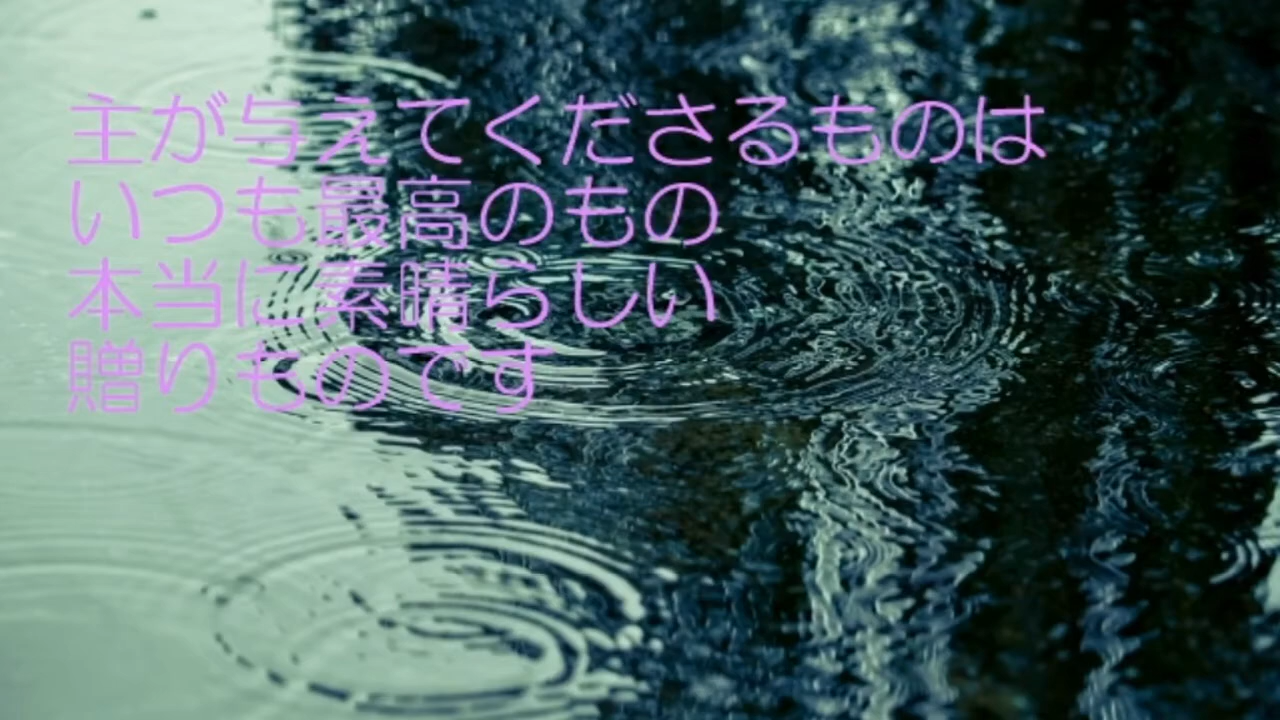 主が与えてくださるものは
いつも最高のもの
本当に素晴らしい
贈りものです